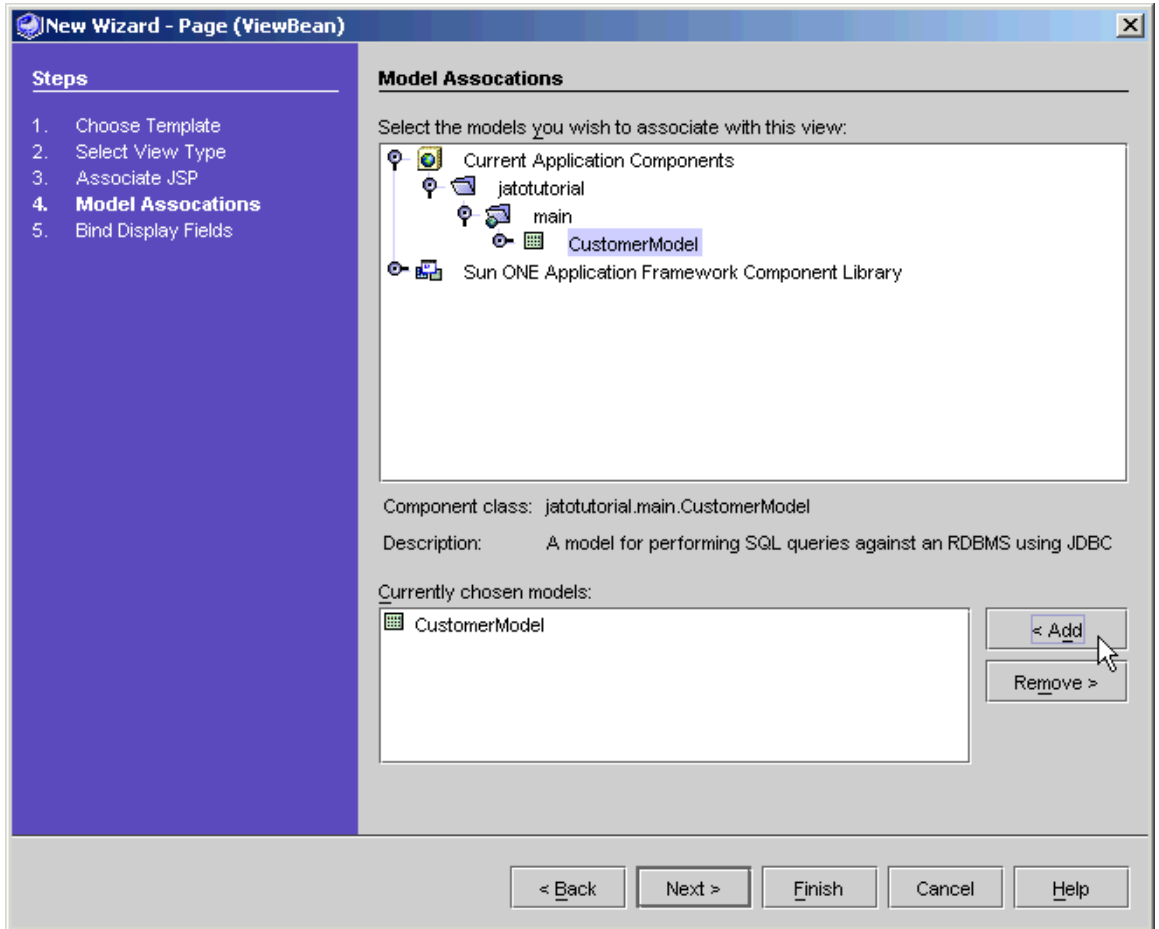 New Wizard - Page (ViewBean)
Steps
1. Choose Template
2. Select View Type
3. Associate JSP
4. Model Assocations
5. Bind Display Fields
Model Assocations
Select the models you wish to associate with this view:
Current Application Components
jatotutorial
main
CustomerModel
Sun ONE Application Framework Component Library
Component class: jatotutorial.main.CustomerModel
Description: A model for performing SQL queries against an RDBMS using JDBC
Currently chosen models:
CustomerModel
< Add
Remove >
< Back Next > Finish Cancel Help